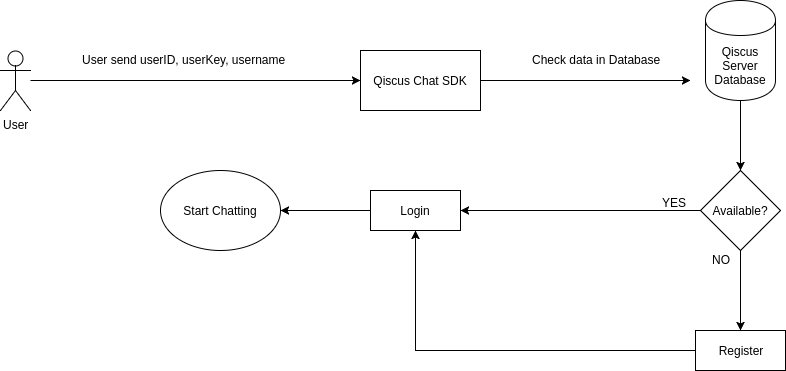 User send userID, userKey, username
Qiscus Chat SDK
Check data in Database
Qiscus
Server
Database
User
Start Chatting
Login
YES
Available?
NO
Register